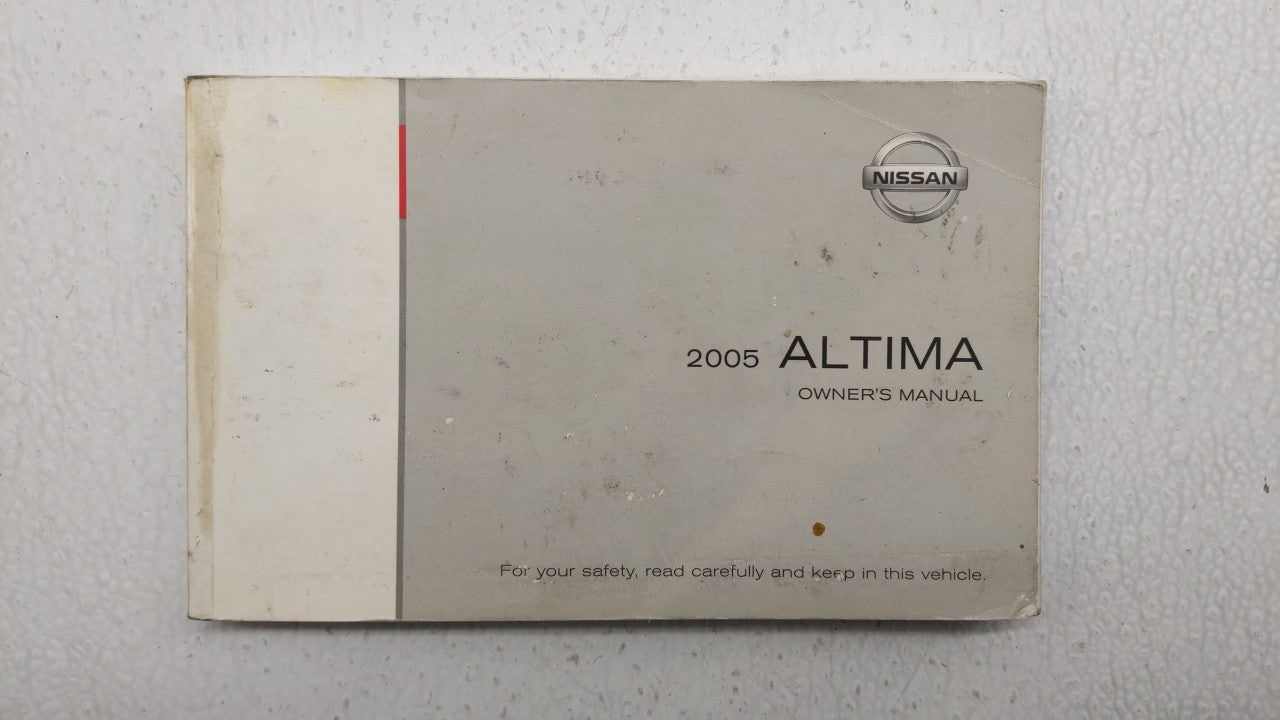 NISSAN
2005 ALTIMA
OWNER'S MANUAL
For your safety, read carefully and keep in this vehicle.